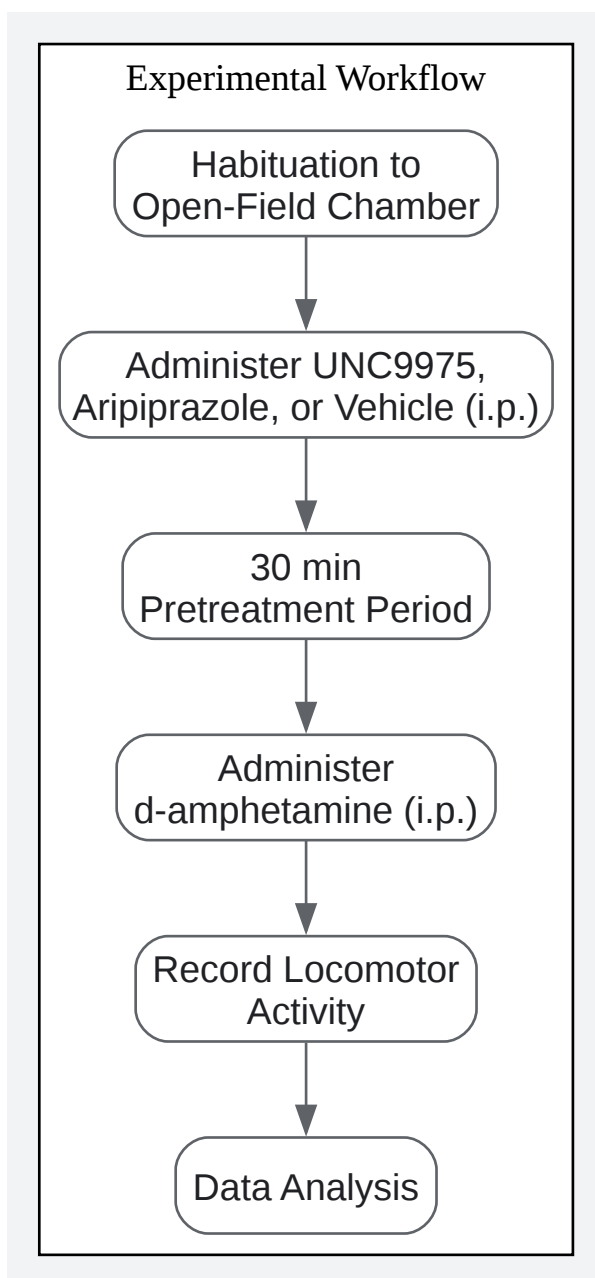 Experimental Workflow
Habituation to
Open-Field Chamber
Administer UNC9975,
Aripiprazole, or Vehicle (i.p.)
30 min
Pretreatment Period
Administer
d-amphetamine (i.p.)
Record Locomotor
Activity
Data Analysis